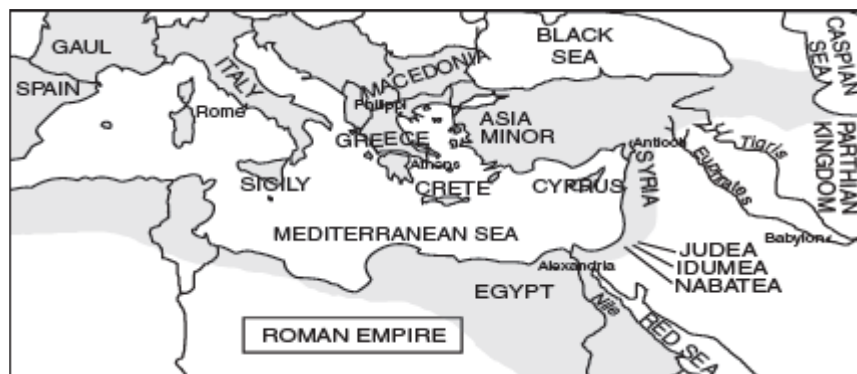 GAUL
BLACK
SEA
CASPIAN
SEA
SPAIN
ITALY
MACEDONIA
Rome
Philippi
ASIA
MINOR
GREECE
Athens
Antioch
Tigris
Euphrates
PARTHIAN
KINGDOM
SICILY
CRETE
CYPRUS
SYRIA
MEDITERRANEAN SEA
Babylon
JUDEA
IDUMEA
NABATEA
Alexandria
EGYPT
Nile
RED SEA
ROMAN EMPIRE